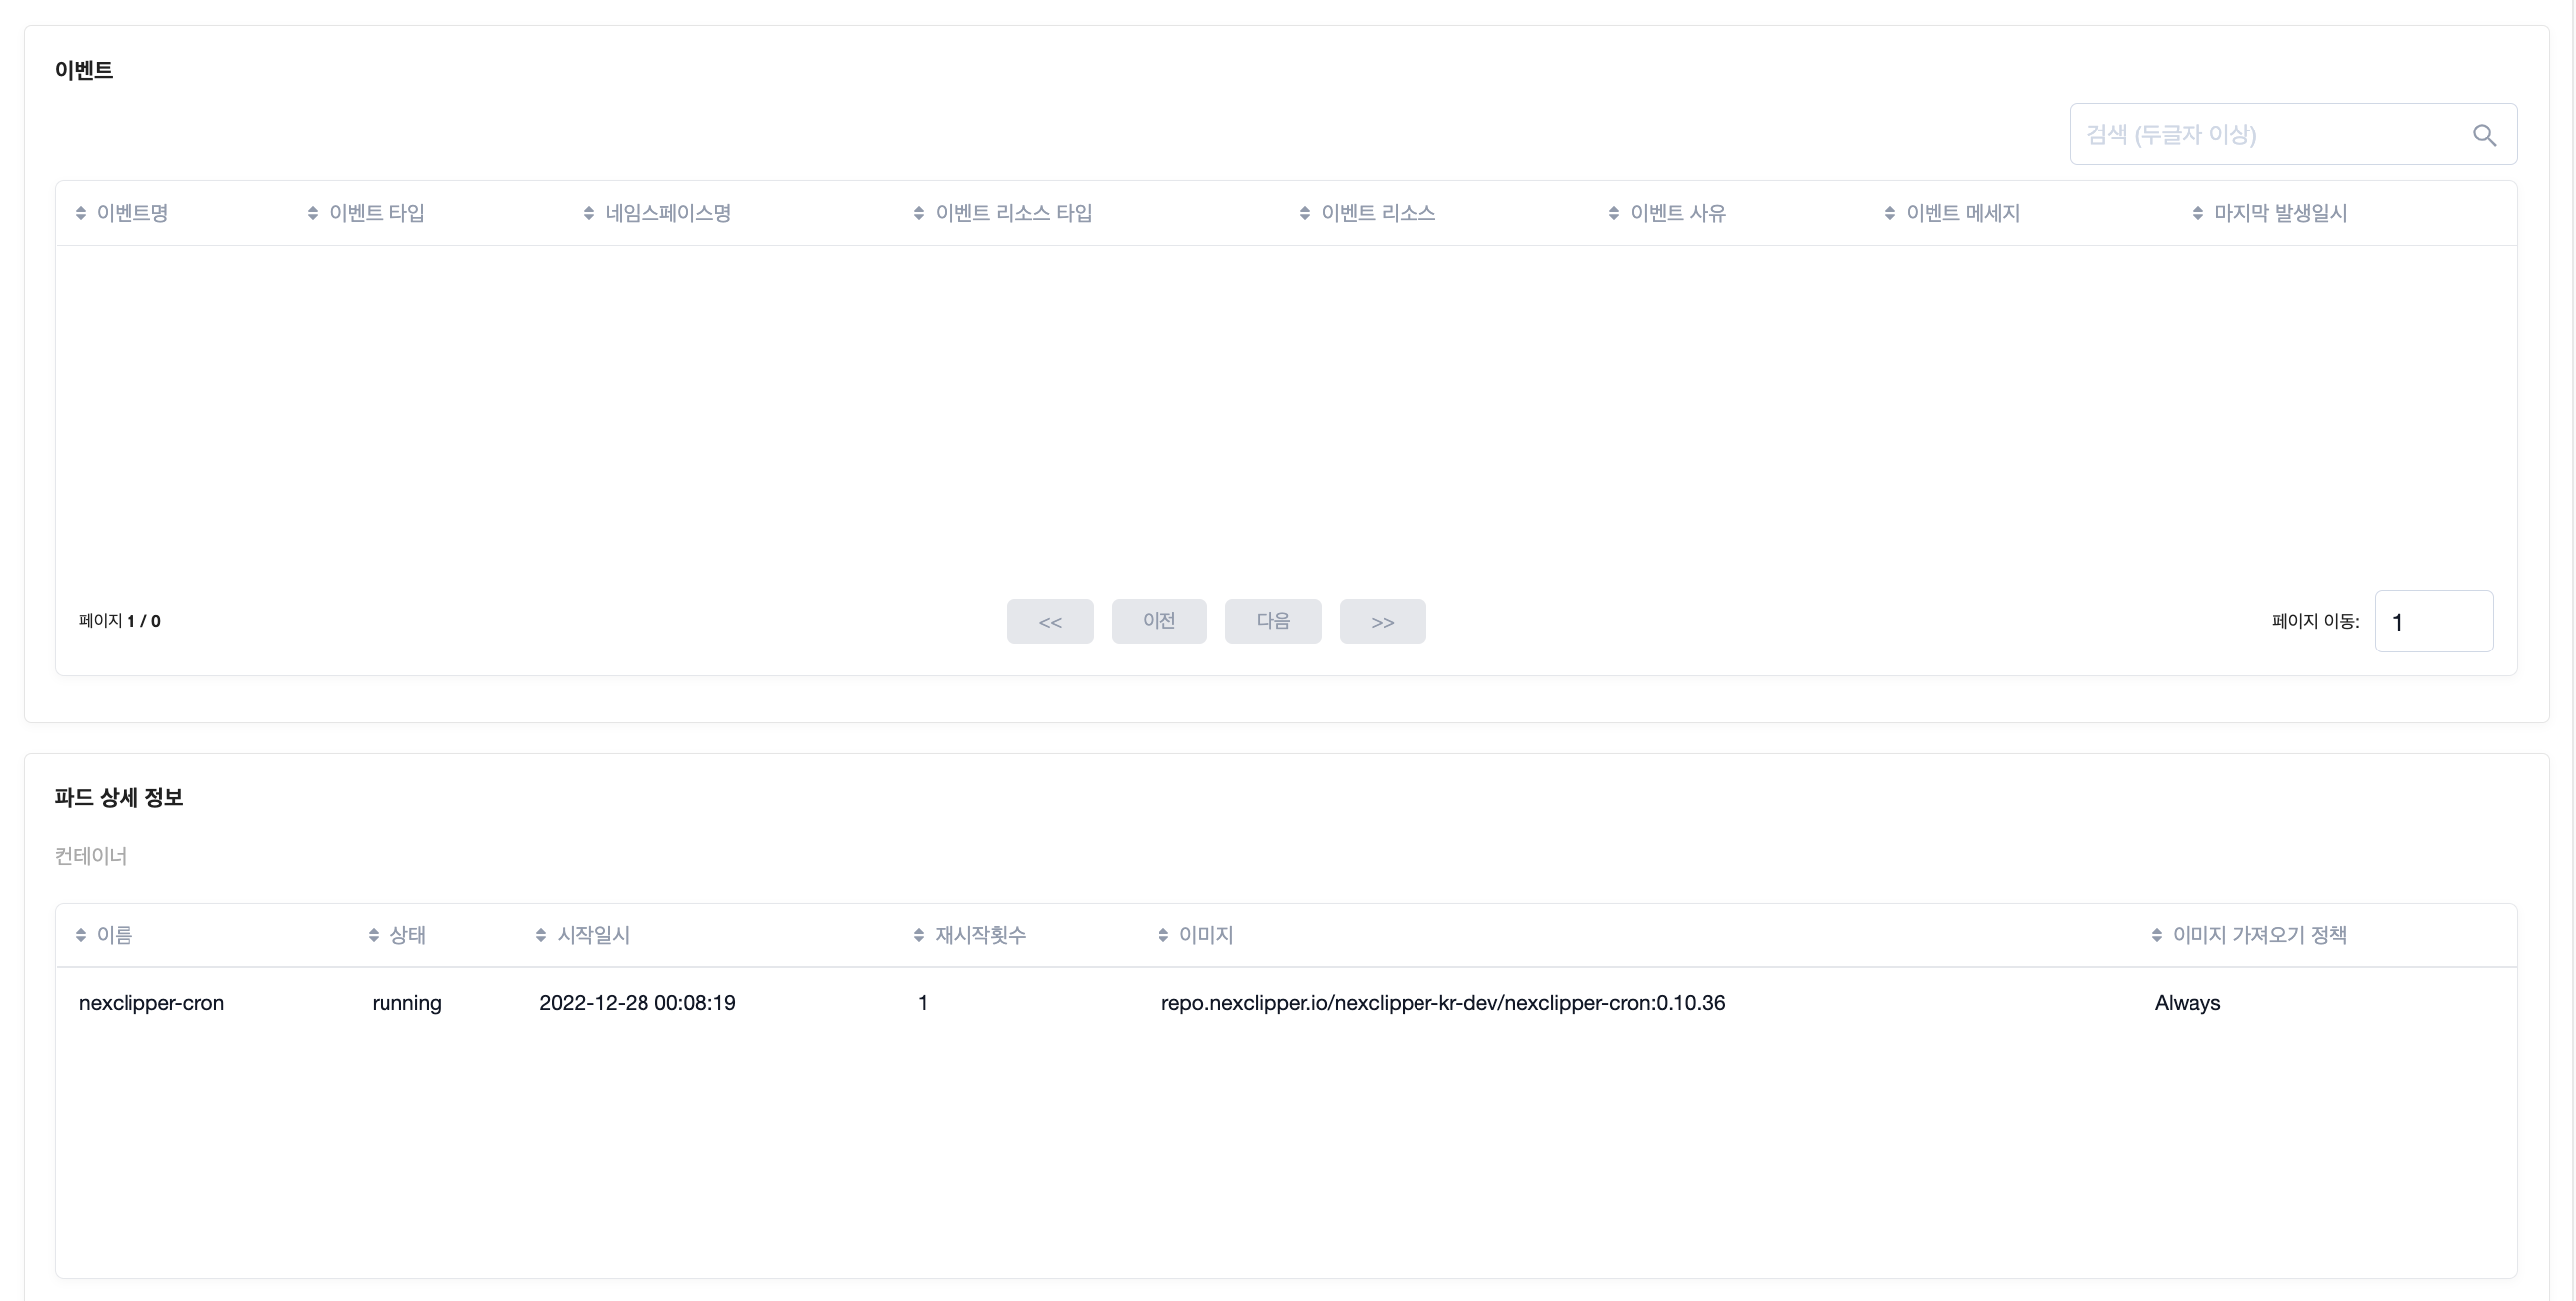 이벤트
검색 (두글자 이상)
이벤트명 이벤트 타입 네임스페이스명 이벤트 리소스 타입 이벤트 리소스 이벤트 사유 이벤트 메세지 마지막 발생일시
페이지 1 / 0 << 이전 다음 >> 페이지 이동: 1
파드 상세 정보
컨테이너
이름 상태 시작일시 재시작횟수 이미지 이미지 가져오기 정책
nexclipper-cron running 2022-12-28 00:08:19 1 repo.nexclipper.io/nexclipper-kr-dev/nexclipper-cron:0.10.36 Always